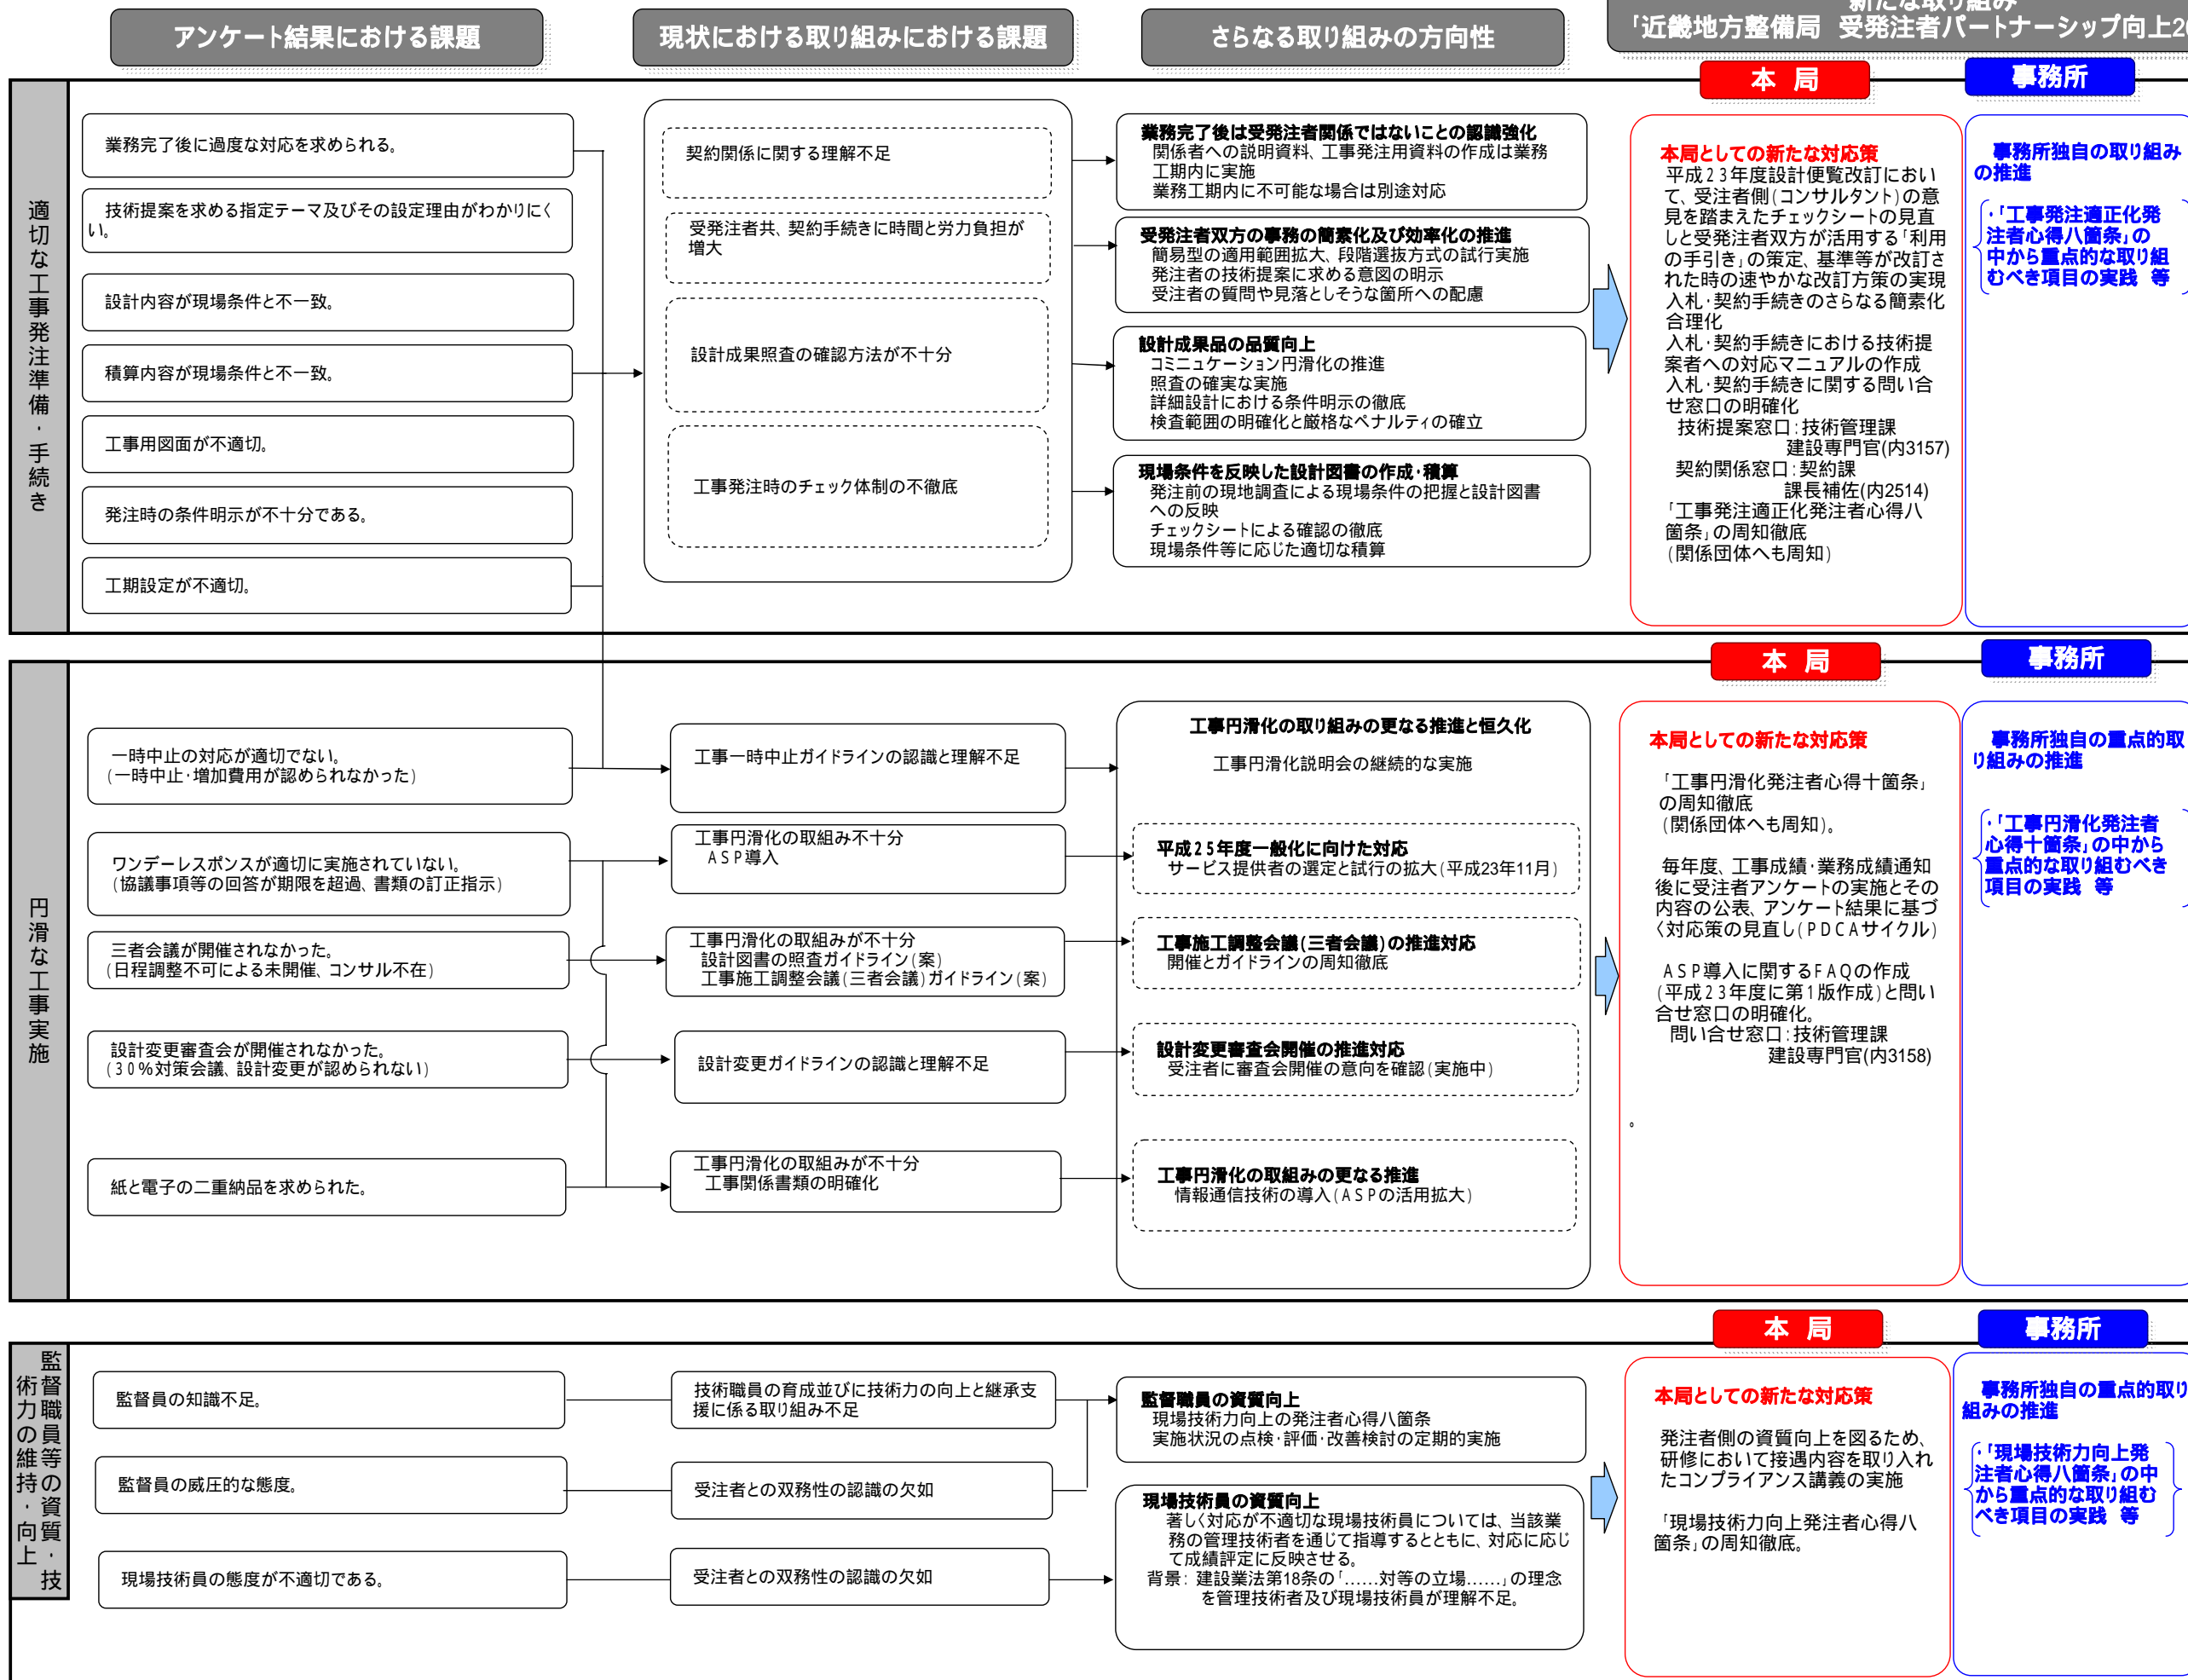 アンケート結果における課題
現状における取り組みにおける課題
さらなる取り組みの方向性
新たな取り組み
「近畿地方整備局 受発注者パートナーシップ向上20
本 局
事務所
適切な工事発注準備・手続き
業務完了後に過度な対応を求められる。
技術提案を求める指定テーマ及びその設定理由がわかりにく
い。
設計内容が現場条件と不一致。
積算内容が現場条件と不一致。
工事用図面が不適切。
発注時の条件明示が不十分である。
工期設定が不適切。
契約関係に関する理解不足
受発注者共、契約手続きに時間と労力負担が
増大
設計成果照査の確認方法が不十分
工事発注時のチェック体制の不徹底
業務完了後は受発注者関係ではないことの認識強化
関係者への説明資料、工事発注用資料の作成は業務
工期内に実施
業務工期内に不可能な場合は別途対応
受発注者双方の事務の簡素化及び効率化の推進
簡易型の適用範囲拡大、段階選抜方式の試行実施
発注者の技術提案に求める意図の明示
受注者の質問や見落としそうな箇所への配慮
設計成果品の品質向上
コミニュケーション円滑化の推進
照査の確実な実施
詳細設計における条件明示の徹底
検査範囲の明確化と厳格なペナルティの確立
現場条件を反映した設計図書の作成・積算
発注前の現地調査による現場条件の把握と設計図書
への反映
チェックシートによる確認の徹底
現場条件等に応じた適切な積算
本局としての新たな対応策
平成23年度設計便覧改訂におい
て、受注者側(コンサルタント)の意
見を踏まえたチェックシートの見直
しと受発注者双方が活用する「利用
の手引き」の策定、基準等が改訂さ
れた時の速やかな改訂方策の実現
入札・契約手続きのさらなる簡素化
合理化
入札・契約手続きにおける技術提
案者への対応マニュアルの作成
入札・契約手続きに関する問い合
せ窓口の明確化
技術提案窓口:技術管理課
建設専門官(内3157)
契約関係窓口:契約課
課長補佐(内2514)
「工事発注適正化発注者心得八
箇条」の周知徹底
(関係団体へも周知)
事務所独自の取り組み
の推進
・「工事発注適正化発
注者心得八箇条」の
中から重点的な取り組
むべき項目の実践 等
本 局
事務所
円滑な工事実施
一時中止の対応が適切でない。
(一時中止・増加費用が認められなかった)
ワンデーレスポンスが適切に実施されていない。
(協議事項等の回答が期限を超過、書類の訂正指示)
三者会議が開催されなかった。
(日程調整不可による未開催、コンサル不在)
設計変更審査会が開催されなかった。
(30%対策会議、設計変更が認められない)
紙と電子の二重納品を求められた。
工事一時中止ガイドラインの認識と理解不足
工事円滑化の取組み不十分
ASP導入
工事円滑化の取組みが不十分
設計図書の照査ガイドライン(案)
工事施工調整会議(三者会議)ガイドライン(案)
設計変更ガイドラインの認識と理解不足
工事円滑化の取組みが不十分
工事関係書類の明確化
工事円滑化の取り組みの更なる推進と恒久化
工事円滑化説明会の継続的な実施
平成25年度一般化に向けた対応
サービス提供者の選定と試行の拡大(平成23年11月)
工事施工調整会議(三者会議)の推進対応
開催とガイドラインの周知徹底
設計変更審査会開催の推進対応
受注者に審査会開催の意向を確認(実施中)
工事円滑化の取組みの更なる推進
情報通信技術の導入(ASPの活用拡大)
本局としての新たな対応策
「工事円滑化発注者心得十箇条」
の周知徹底
(関係団体へも周知)。
毎年度、工事成績・業務成績通知
後に受注者アンケートの実施とその
内容の公表、アンケート結果に基づ
く対応策の見直し(PDCAサイクル)
ASP導入に関するFAQの作成
(平成23年度に第1版作成)と問い
合せ窓口の明確化。
問い合せ窓口:技術管理課
建設専門官(内3158)
。
事務所独自の重点的取
り組みの推進
・「工事円滑化発注者
心得十箇条」の中から
重点的な取り組むべき
項目の実践 等
本 局
事務所
監督職員等の資質・技
術力の維持・向上
監督員の知識不足。
監督員の威圧的な態度。
現場技術員の態度が不適切である。
技術職員の育成並びに技術力の向上と継承支
援に係る取り組み不足
受注者との双務性の認識の欠如
受注者との双務性の認識の欠如
監督職員の資質向上
現場技術力向上の発注者心得八箇条
実施状況の点検・評価・改善検討の定期的実施
現場技術員の資質向上
著しく対応が不適切な現場技術員については、当該業
務の管理技術者を通じて指導するとともに、対応に応じ
て成績評定に反映させる。
背景: 建設業法第18条の「……対等の立場……」の理念
を管理技術者及び現場技術員が理解不足。
本局としての新たな対応策
発注者側の資質向上を図るため、
研修において接遇内容を取り入れ
たコンプライアンス講義の実施
「現場技術力向上発注者心得八
箇条」の周知徹底。
事務所独自の重点的取り
組みの推進
・「現場技術力向上発
注者心得八箇条」の中
から重点的な取り組む
べき項目の実践 等